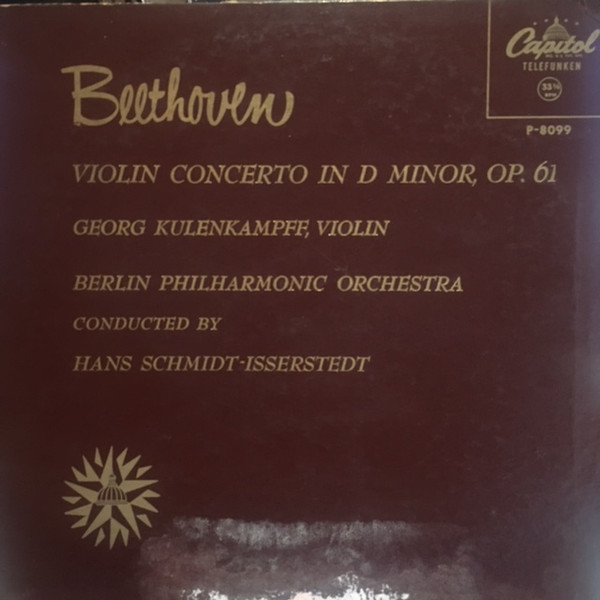 Capitol
TELEFUNKEN
33⅓
RPM
P-8099
Beethoven
VIOLIN CONCERTO IN D MINOR, OP. 61
GEORG KULENKAMPFF, VIOLIN
BERLIN PHILHARMONIC ORCHESTRA
CONDUCTED BY
HANS SCHMIDT-ISSERSTEDT